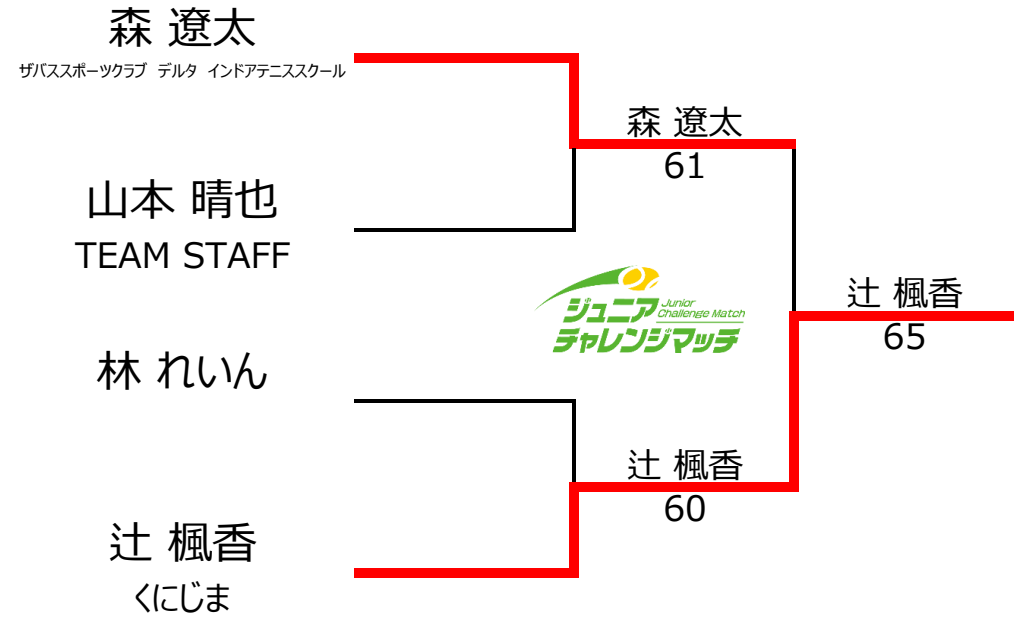 森 遼太
ザバススポーツクラブ デルタ インドアテニススクール
山本 晴也
TEAM STAFF
林 れいん
辻 楓香
くにじま
森 遼太
61
辻 楓香
60
ジュニア
Junior
Challenge Match
チャレンジマッチ
辻 楓香
65